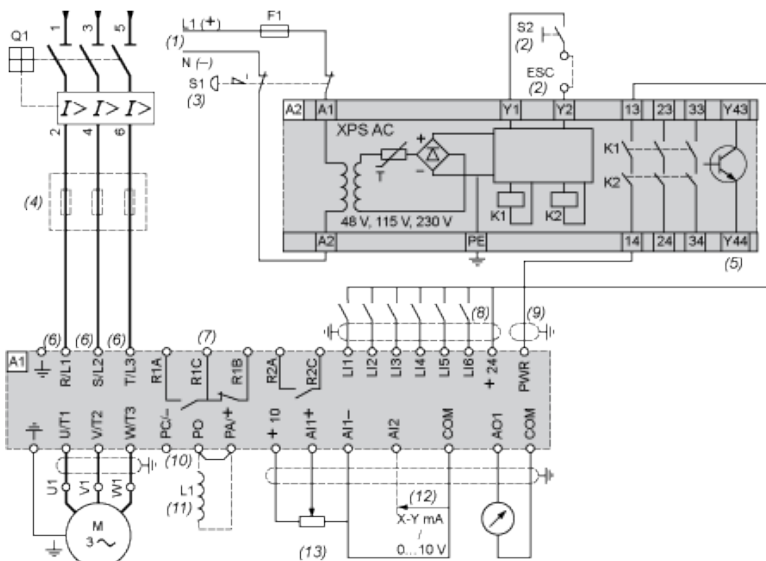 1 3 5
Q1
I> I> I>
2 4 6
(4)
(1)
L1 (+)
F1
N (–)
S1
(3)
S2
(2)
ESC
(2)
A2 A1 Y1 Y2 13 23 33 Y43
XPS AC
+
–
T
K1
K2
K1 K2
48 V, 115 V, 230 V
A2 PE 14 24 34 Y44
(5)
(8) (9)
(6) (6) (6) (7)
A1
R/L1 S/L2 T/L3 R1A R1C R1B R2A R2C LI1 LI2 LI3 LI4 LI5 LI6 + 24 PWR
U/T1 V/T2 W/T3 PC/- PO PA/+ + 10 AI1+ AI1– AI2 COM AO1 COM
(10)
U1 V1 W1
L1
(11)
M
3 ~
(12)
X-Y mA
/
0...10 V
(13)